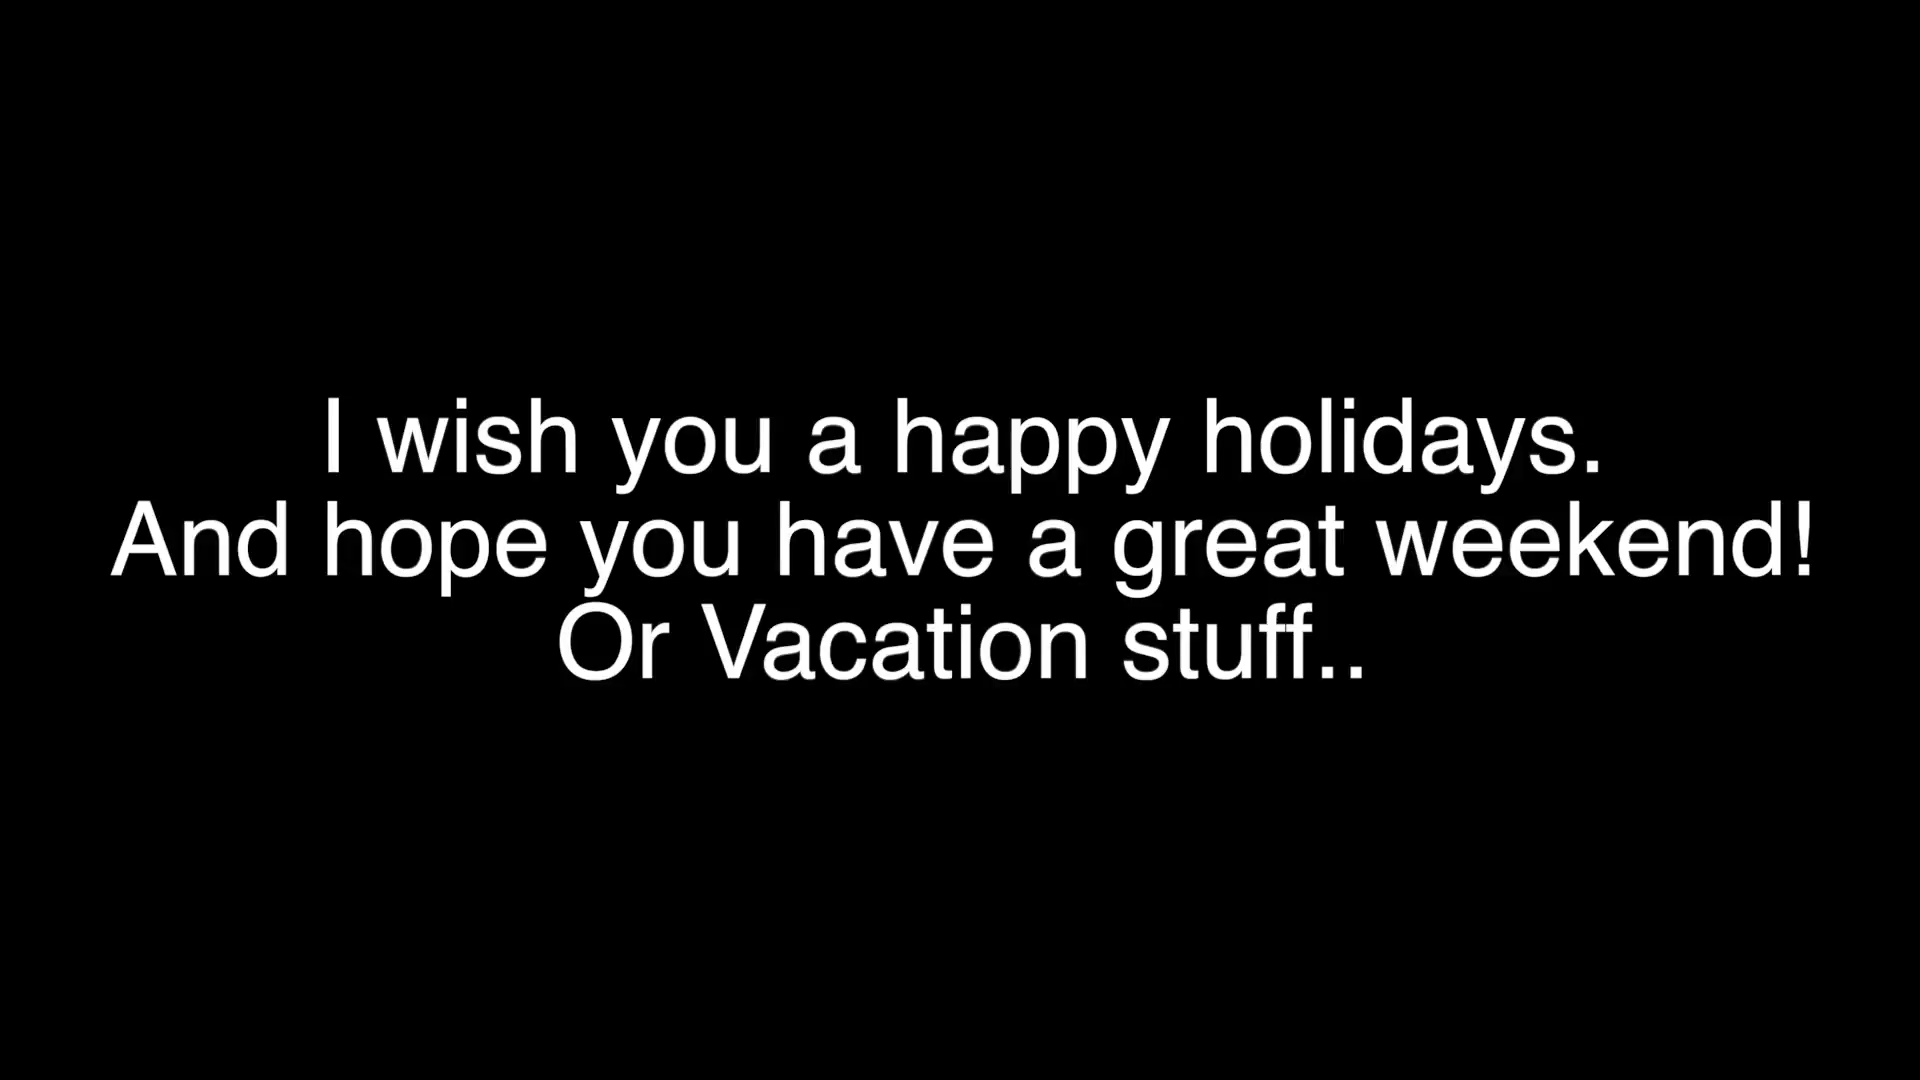 I wish you a happy holidays.
And hope you have a great weekend!
Or Vacation stuff..